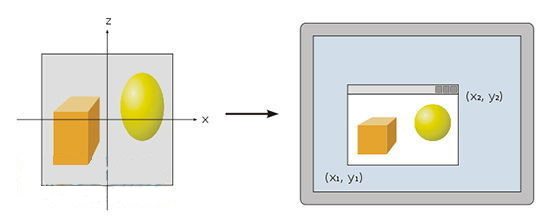 z
x
(x₂, y₂)
(x₁, y₁)